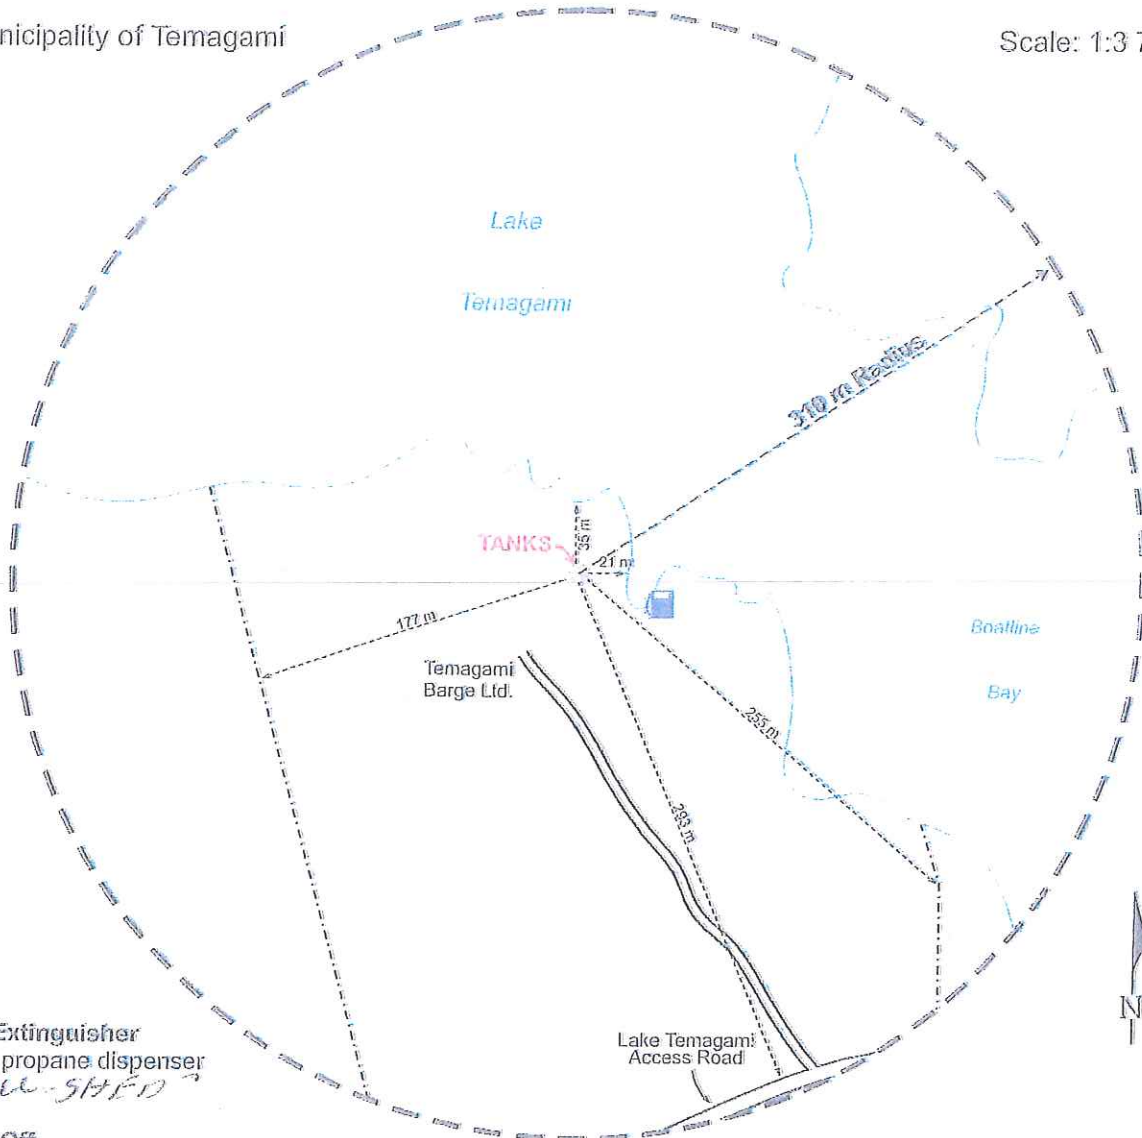 nicipality of Temagami
Scale: 1:3 7
Lake
Temagami
310 m Radius
TANKS
35 m
21 m
177 m
Temagami
Barge Ltd.
Boatline
Bay
255 m
293 m
N
Extinguisher
propane dispenser
SHED
Lake Temagami
Access Road